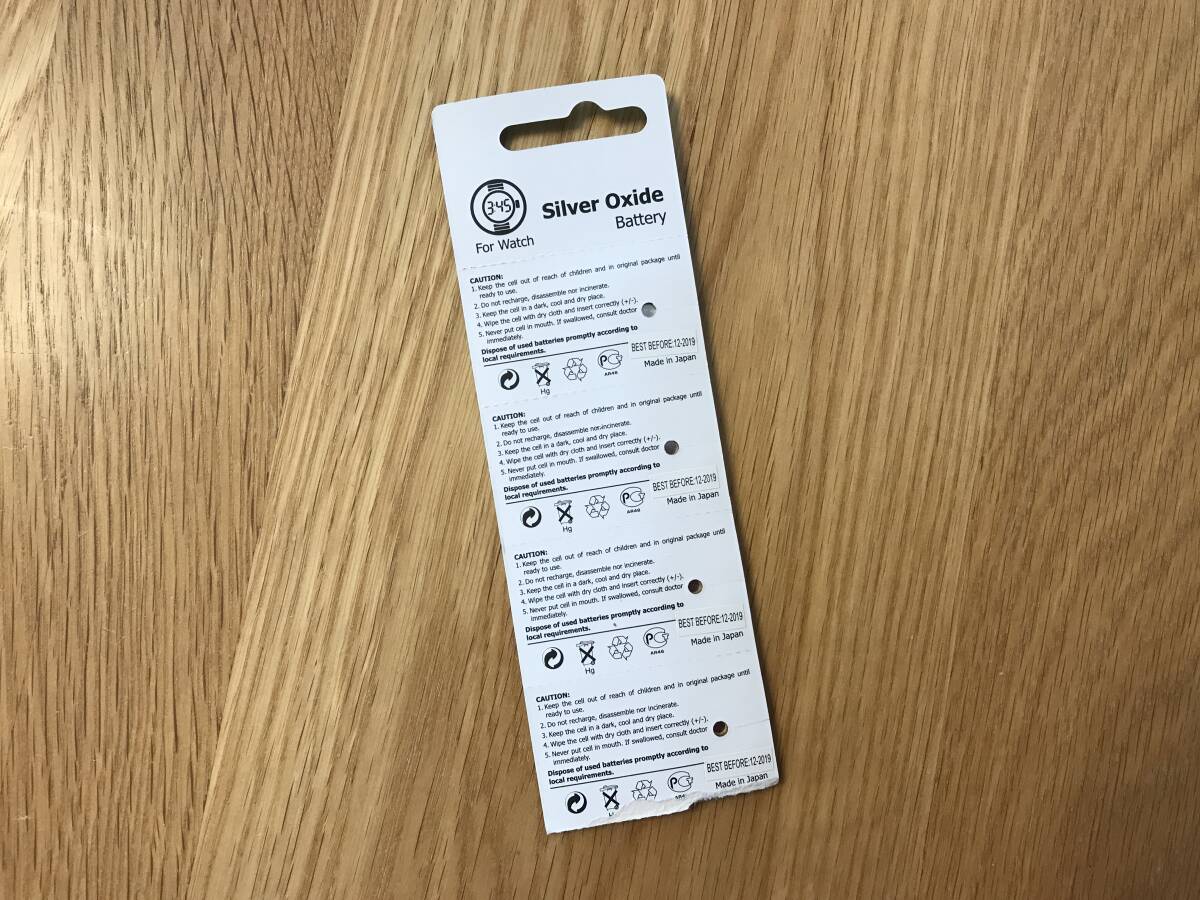 3:45
For Watch
Silver Oxide
Battery
CAUTION:
1. Keep the cell out of reach of children and in original package until
ready to use.
2. Do not recharge, disassemble nor incinerate.
3. Keep the cell in a dark, cool and dry place.
4. Wipe the cell with dry cloth and insert correctly (+/-).
5. Never put cell in mouth. If swallowed, consult doctor
immediately.
Dispose of used batteries promptly according to
local requirements.
BEST BEFORE:12-2019
Made in Japan
Hg
PG
AR46
CAUTION:
1. Keep the cell out of reach of children and in original package until
ready to use.
2. Do not recharge, disassemble nor incinerate.
3. Keep the cell in a dark, cool and dry place.
4. Wipe the cell with dry cloth and insert correctly (+/-).
5. Never put cell in mouth. If swallowed, consult doctor
immediately.
Dispose of used batteries promptly according to
local requirements.
BEST BEFORE:12-2019
Made in Japan
Hg
PG
AR46
CAUTION:
1. Keep the cell out of reach of children and in original package until
ready to use.
2. Do not recharge, disassemble nor incinerate.
3. Keep the cell in a dark, cool and dry place.
4. Wipe the cell with dry cloth and insert correctly (+/-).
5. Never put cell in mouth. If swallowed, consult doctor
immediately.
Dispose of used batteries promptly according to
local requirements.
BEST BEFORE:12-2019
Made in Japan
Hg
PG
AR46
CAUTION:
1. Keep the cell out of reach of children and in original package until
ready to use.
2. Do not recharge, disassemble nor incinerate.
3. Keep the cell in a dark, cool and dry place.
4. Wipe the cell with dry cloth and insert correctly (+/-).
5. Never put cell in mouth. If swallowed, consult doctor
immediately.
Dispose of used batteries promptly according to
local requirements.
BEST BEFORE:12-2019
Made in Japan
PG